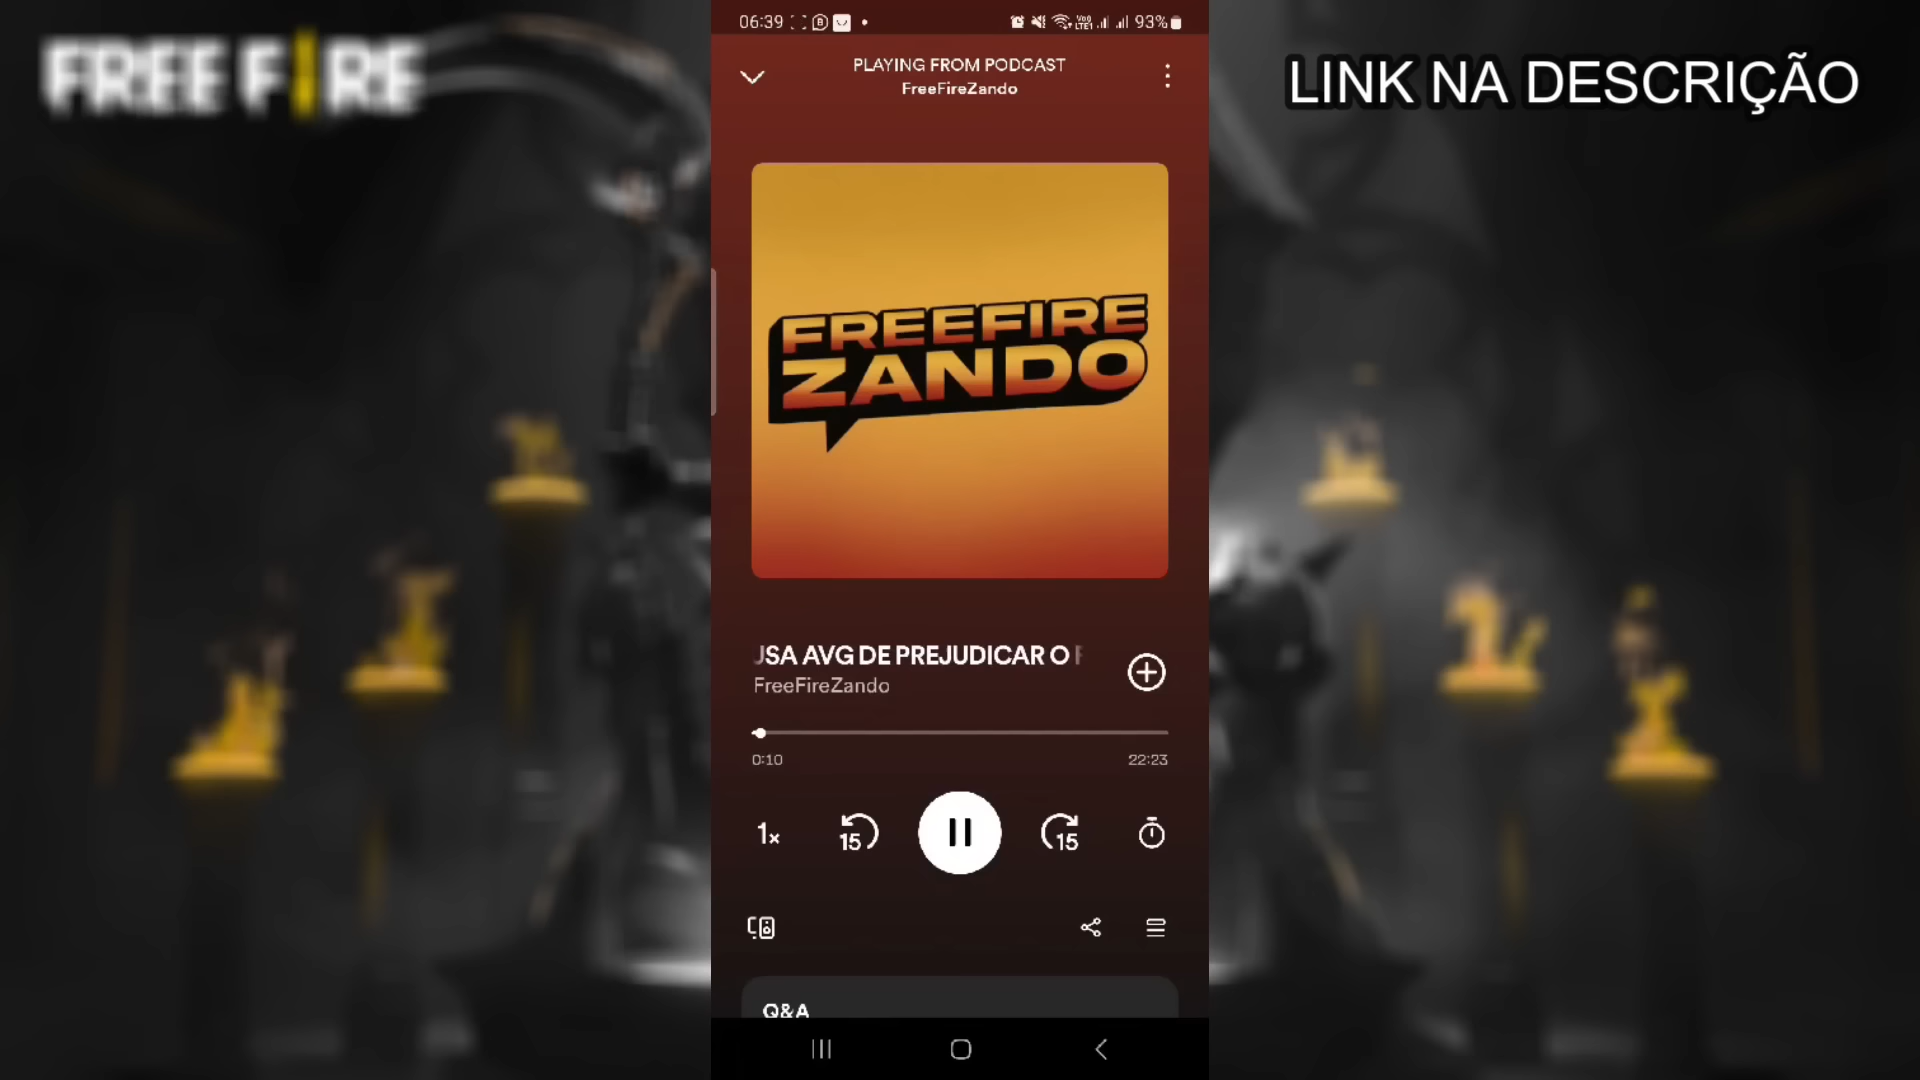 FREE FIRE
LINK NA DESCRIÇÃO
06:39
93%
PLAYING FROM PODCAST
FreeFireZando
FREEFIRE
ZANDO
JSA AVG DE PREJUDICAR O
FreeFireZando
0:10
22:23
1x
15
15
Q&A